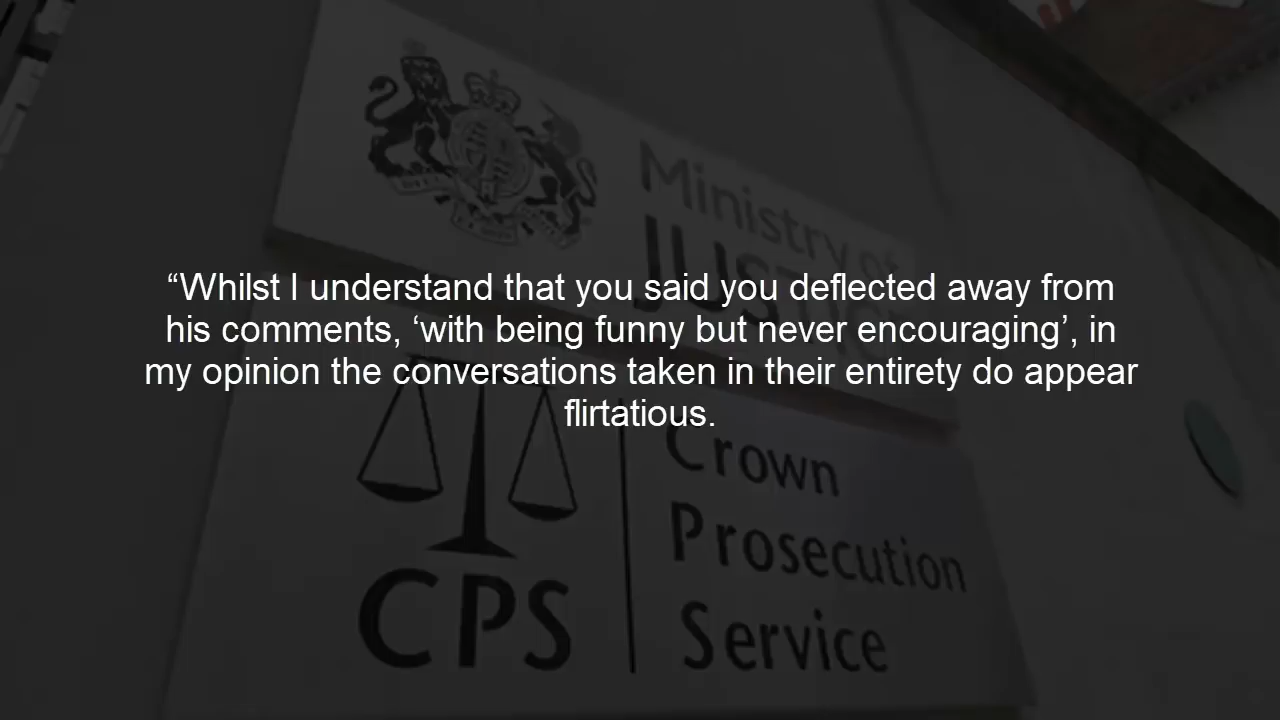 Ministry of
JUSTICE
“Whilst I understand that you said you deflected away from
his comments, ‘with being funny but never encouraging’, in
my opinion the conversations taken in their entirety do appear
flirtatious.
CPS
Crown
Prosecution
Service